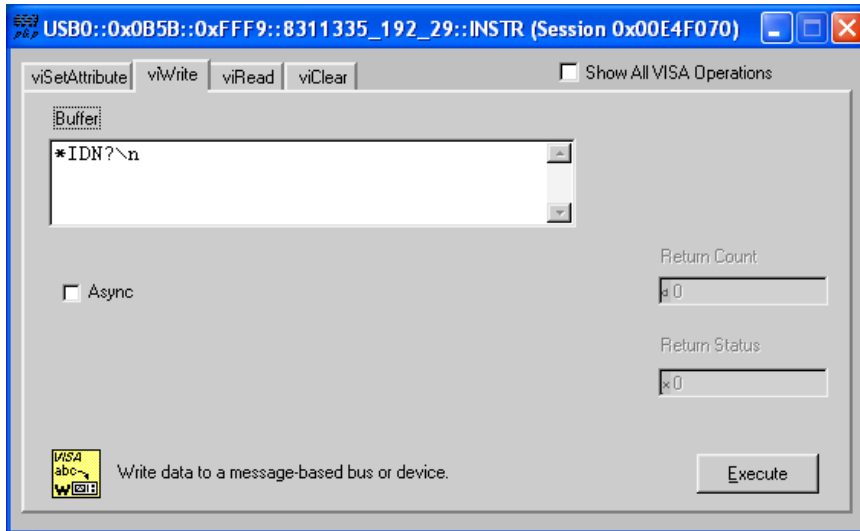 USB0::0x0B5B::0xFFF9::8311335_192_29::INSTR (Session 0x00E4F070)
viSetAttribute viWrite viRead viClear Show All VISA Operations
Buffer
*IDN?\n
Return Count
d 0
Async
Return Status
x 0
VISA
abc
W
Write data to a message-based bus or device.
Execute